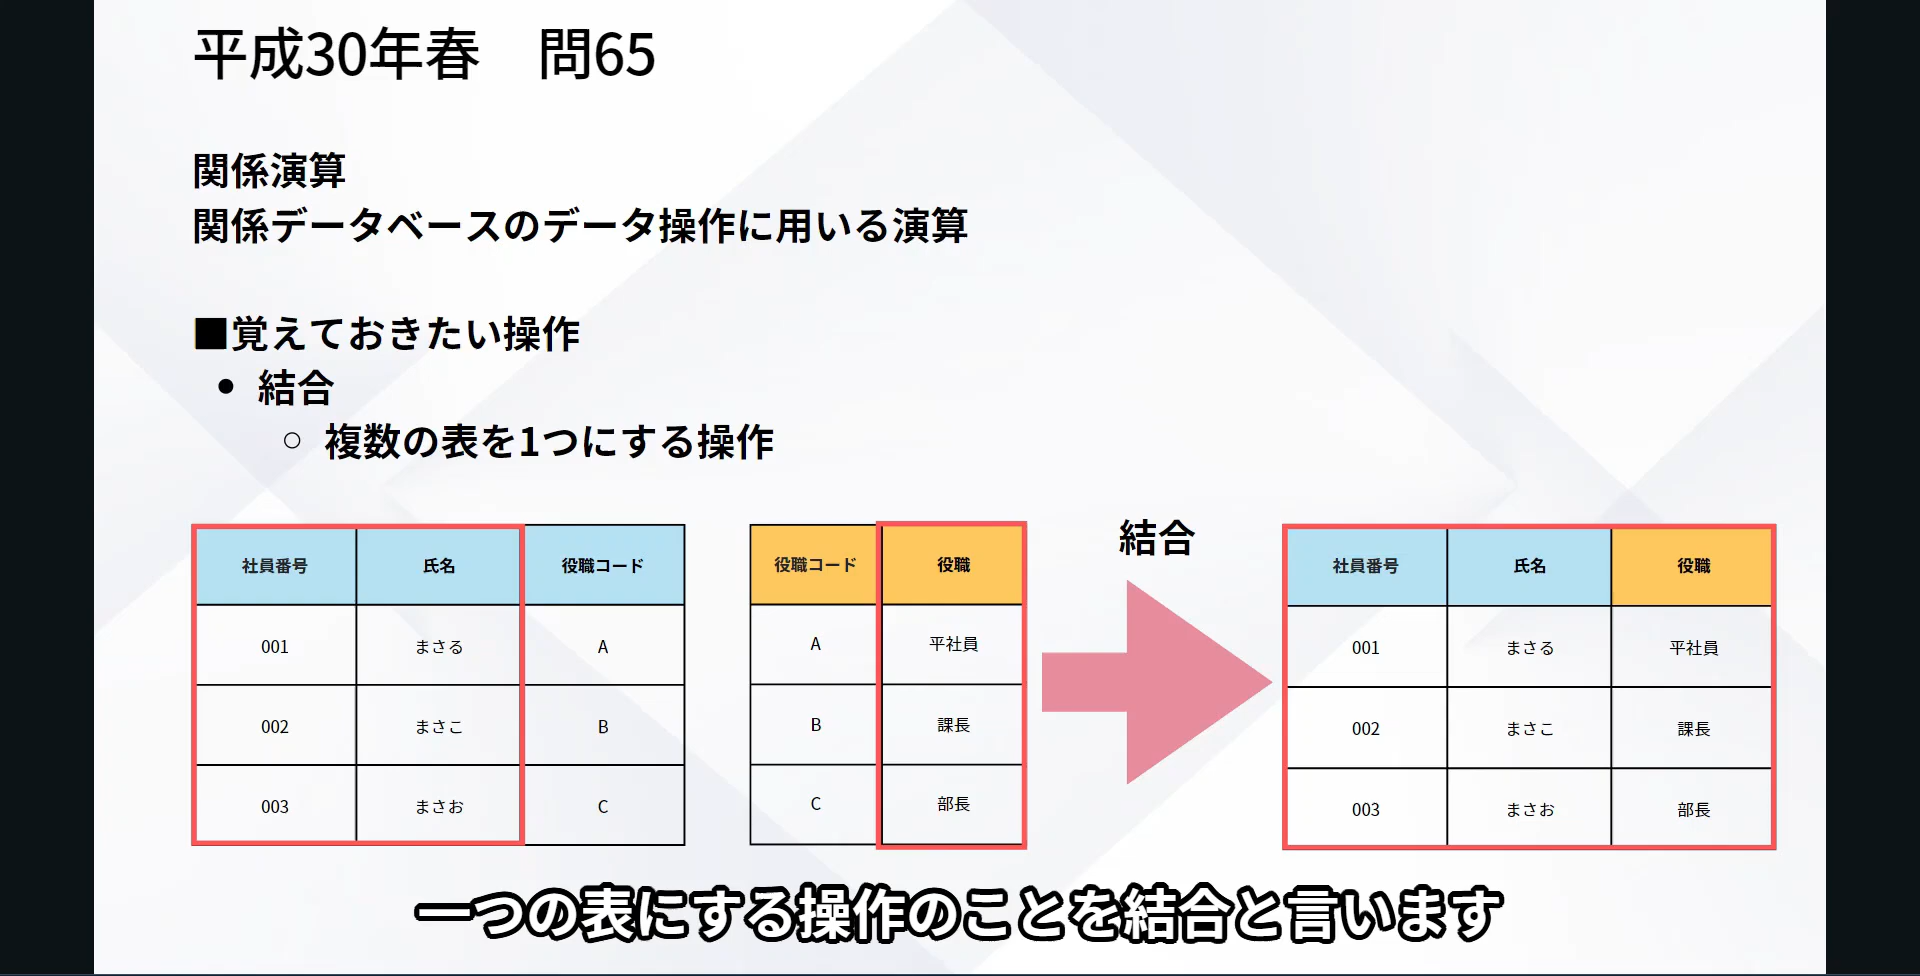 平成30年春　問65
関係演算
関係データベースのデータ操作に用いる演算
■覚えておきたい操作
• 結合
○ 複数の表を1つにする操作
社員番号 氏名 役職コード
001 まさる A
002 まさこ B
003 まさお C
役職コード 役職
A 平社員
B 課長
C 部長
結合
社員番号 氏名 役職
001 まさる 平社員
002 まさこ 課長
003 まさお 部長
一つの表にする操作のことを結合と言います